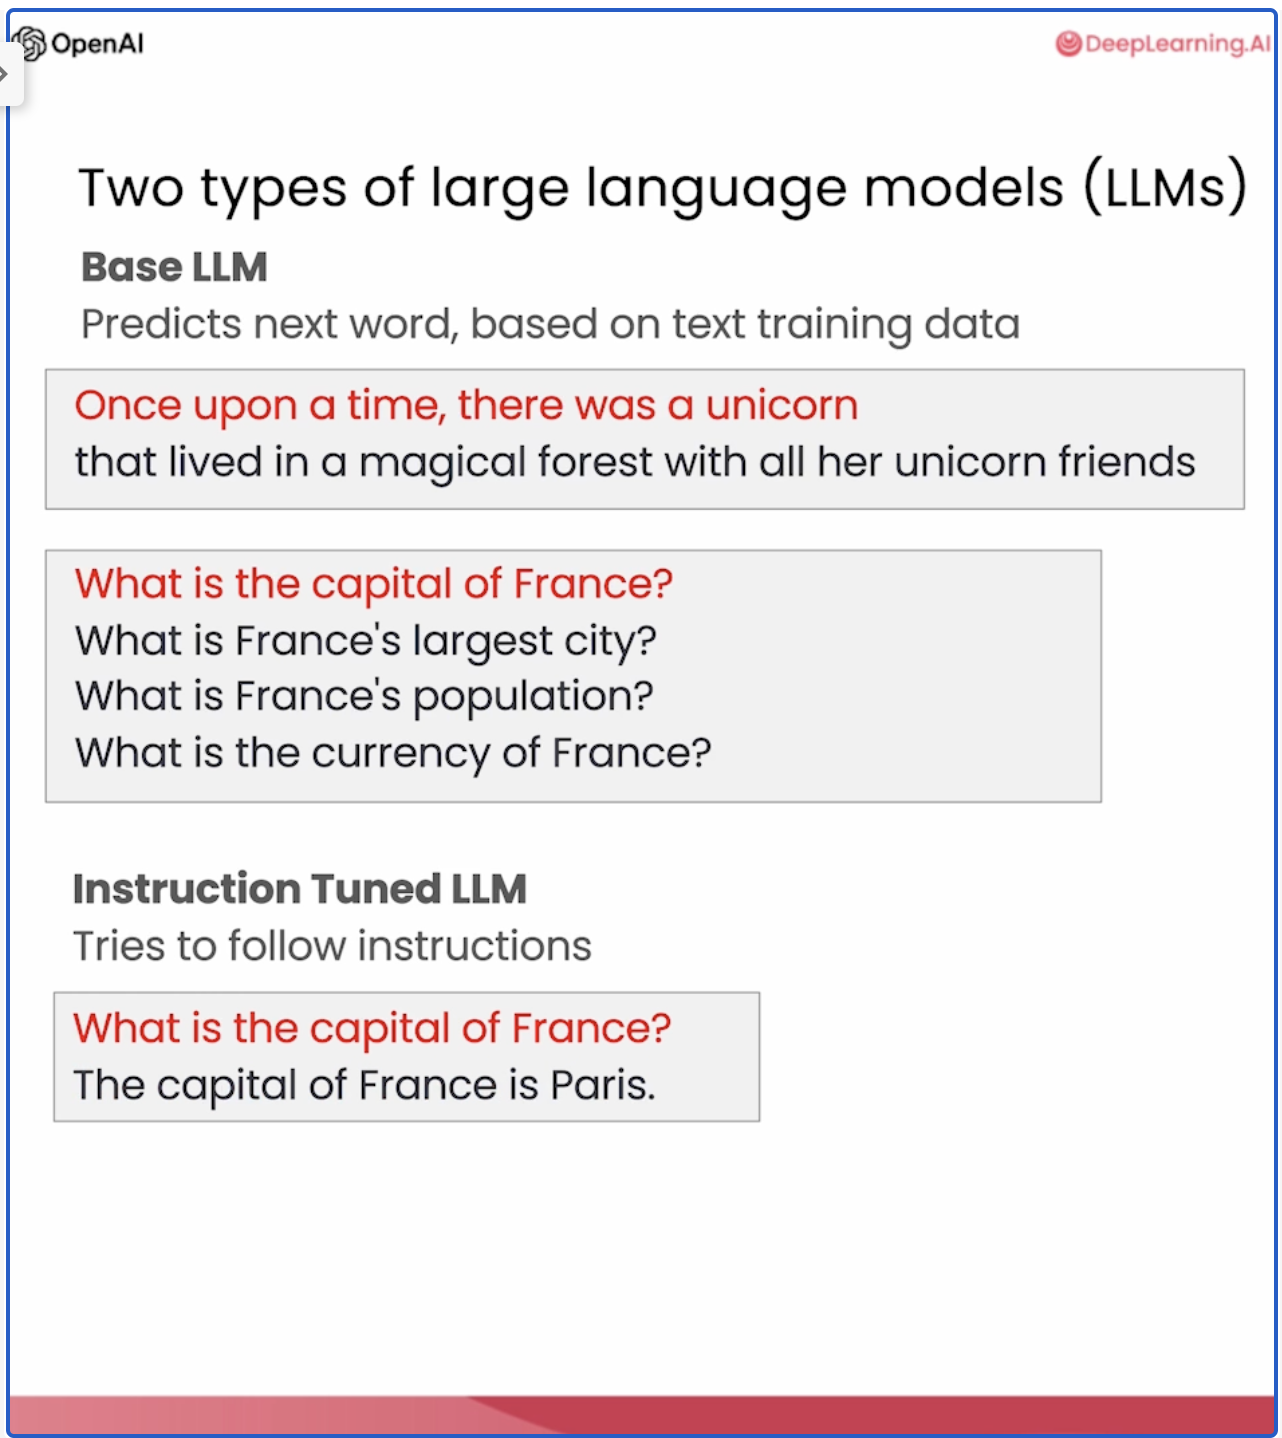 OpenAI
DeepLearning.AI
Two types of large language models (LLMs)
Base LLM
Predicts next word, based on text training data
Once upon a time, there was a unicorn
that lived in a magical forest with all her unicorn friends
What is the capital of France?
What is France's largest city?
What is France's population?
What is the currency of France?
Instruction Tuned LLM
Tries to follow instructions
What is the capital of France?
The capital of France is Paris.